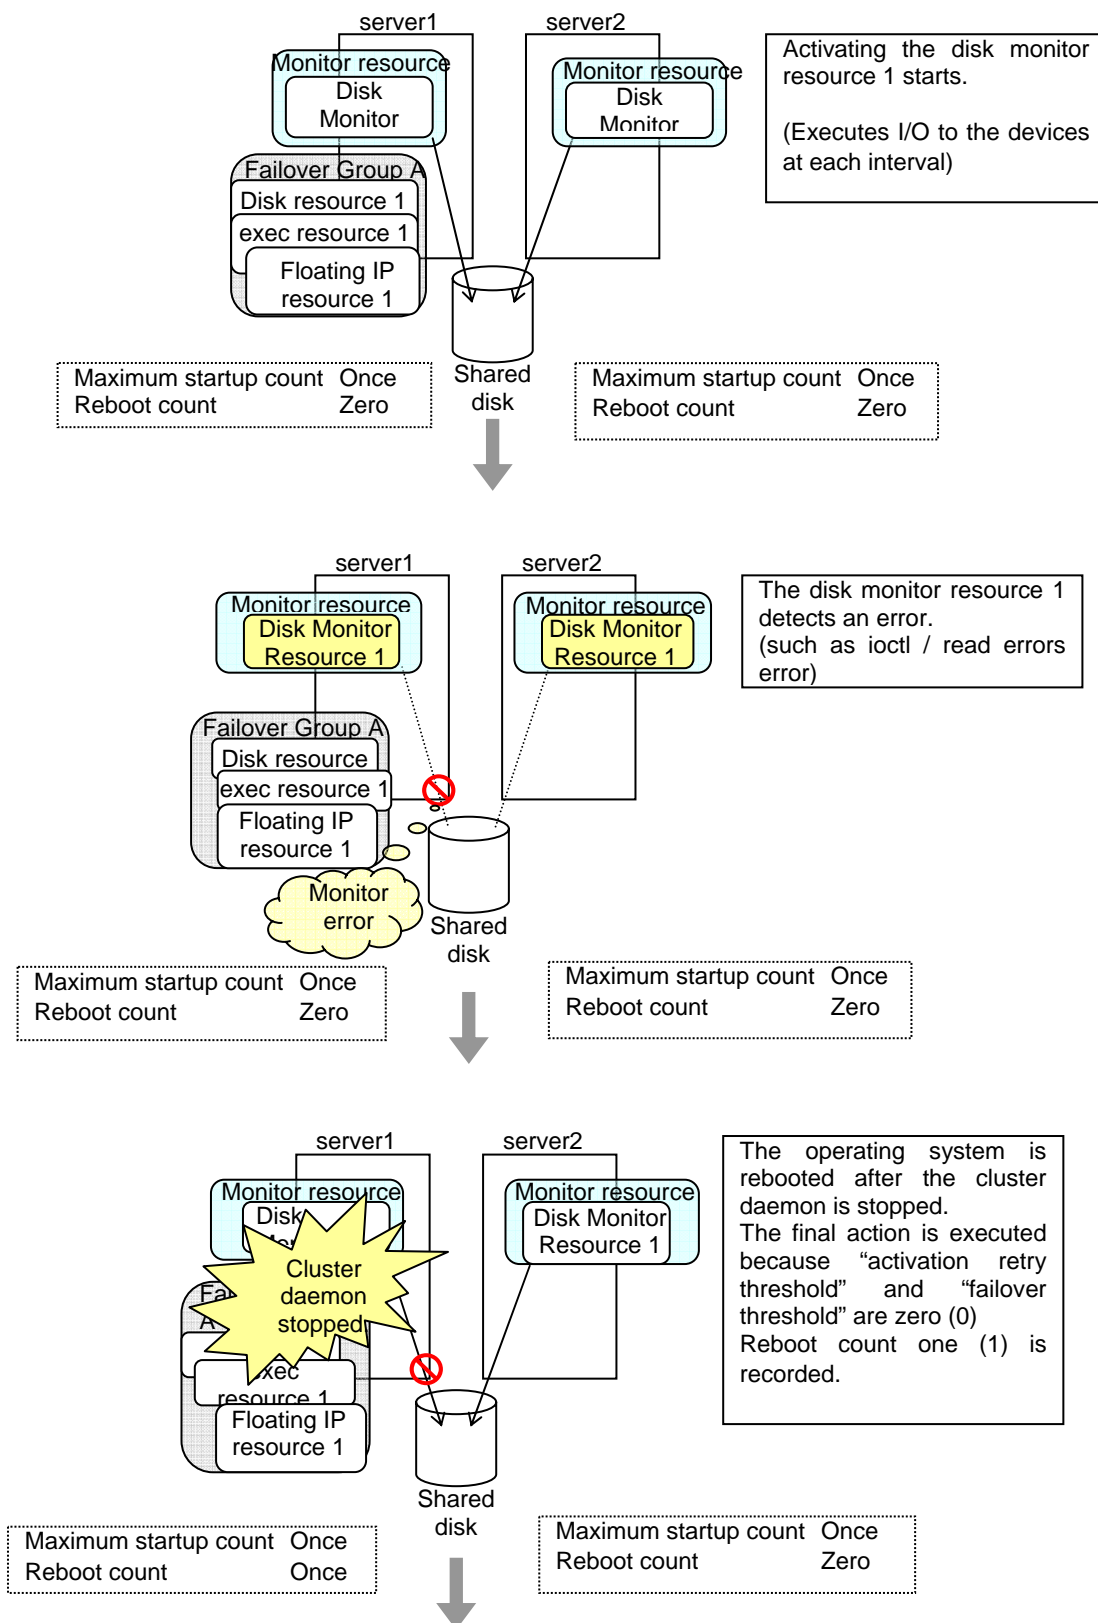 server1
server2
Monitor resource
Disk
Monitor
Monitor resource
Disk
Monitor
Activating the disk monitor
resource 1 starts.
(Executes I/O to the devices
at each interval)
Failover Group A
Disk resource 1
exec resource 1
Floating IP
resource 1
Shared
disk
Maximum startup count Once
Reboot count Zero
Maximum startup count Once
Reboot count Zero
server1
server2
Monitor resource
Disk Monitor
Resource 1
Monitor resource
Disk Monitor
Resource 1
The disk monitor resource 1
detects an error.
(such as ioctl / read errors
error)
Failover Group A
Disk resource
exec resource 1
Floating IP
resource 1
Monitor
error
Shared
disk
Maximum startup count Once
Reboot count Zero
Maximum startup count Once
Reboot count Zero
server1
server2
Monitor resource
Disk
Monitor resource
Disk Monitor
Resource 1
The operating system is
rebooted after the cluster
daemon is stopped.
The final action is executed
because “activation retry
threshold” and “failover
threshold” are zero (0)
Reboot count one (1) is
recorded.
Cluster
daemon
stopped
A
exec
resource 1
Floating IP
resource 1
Shared
disk
Maximum startup count Once
Reboot count Once
Maximum startup count Once
Reboot count Zero